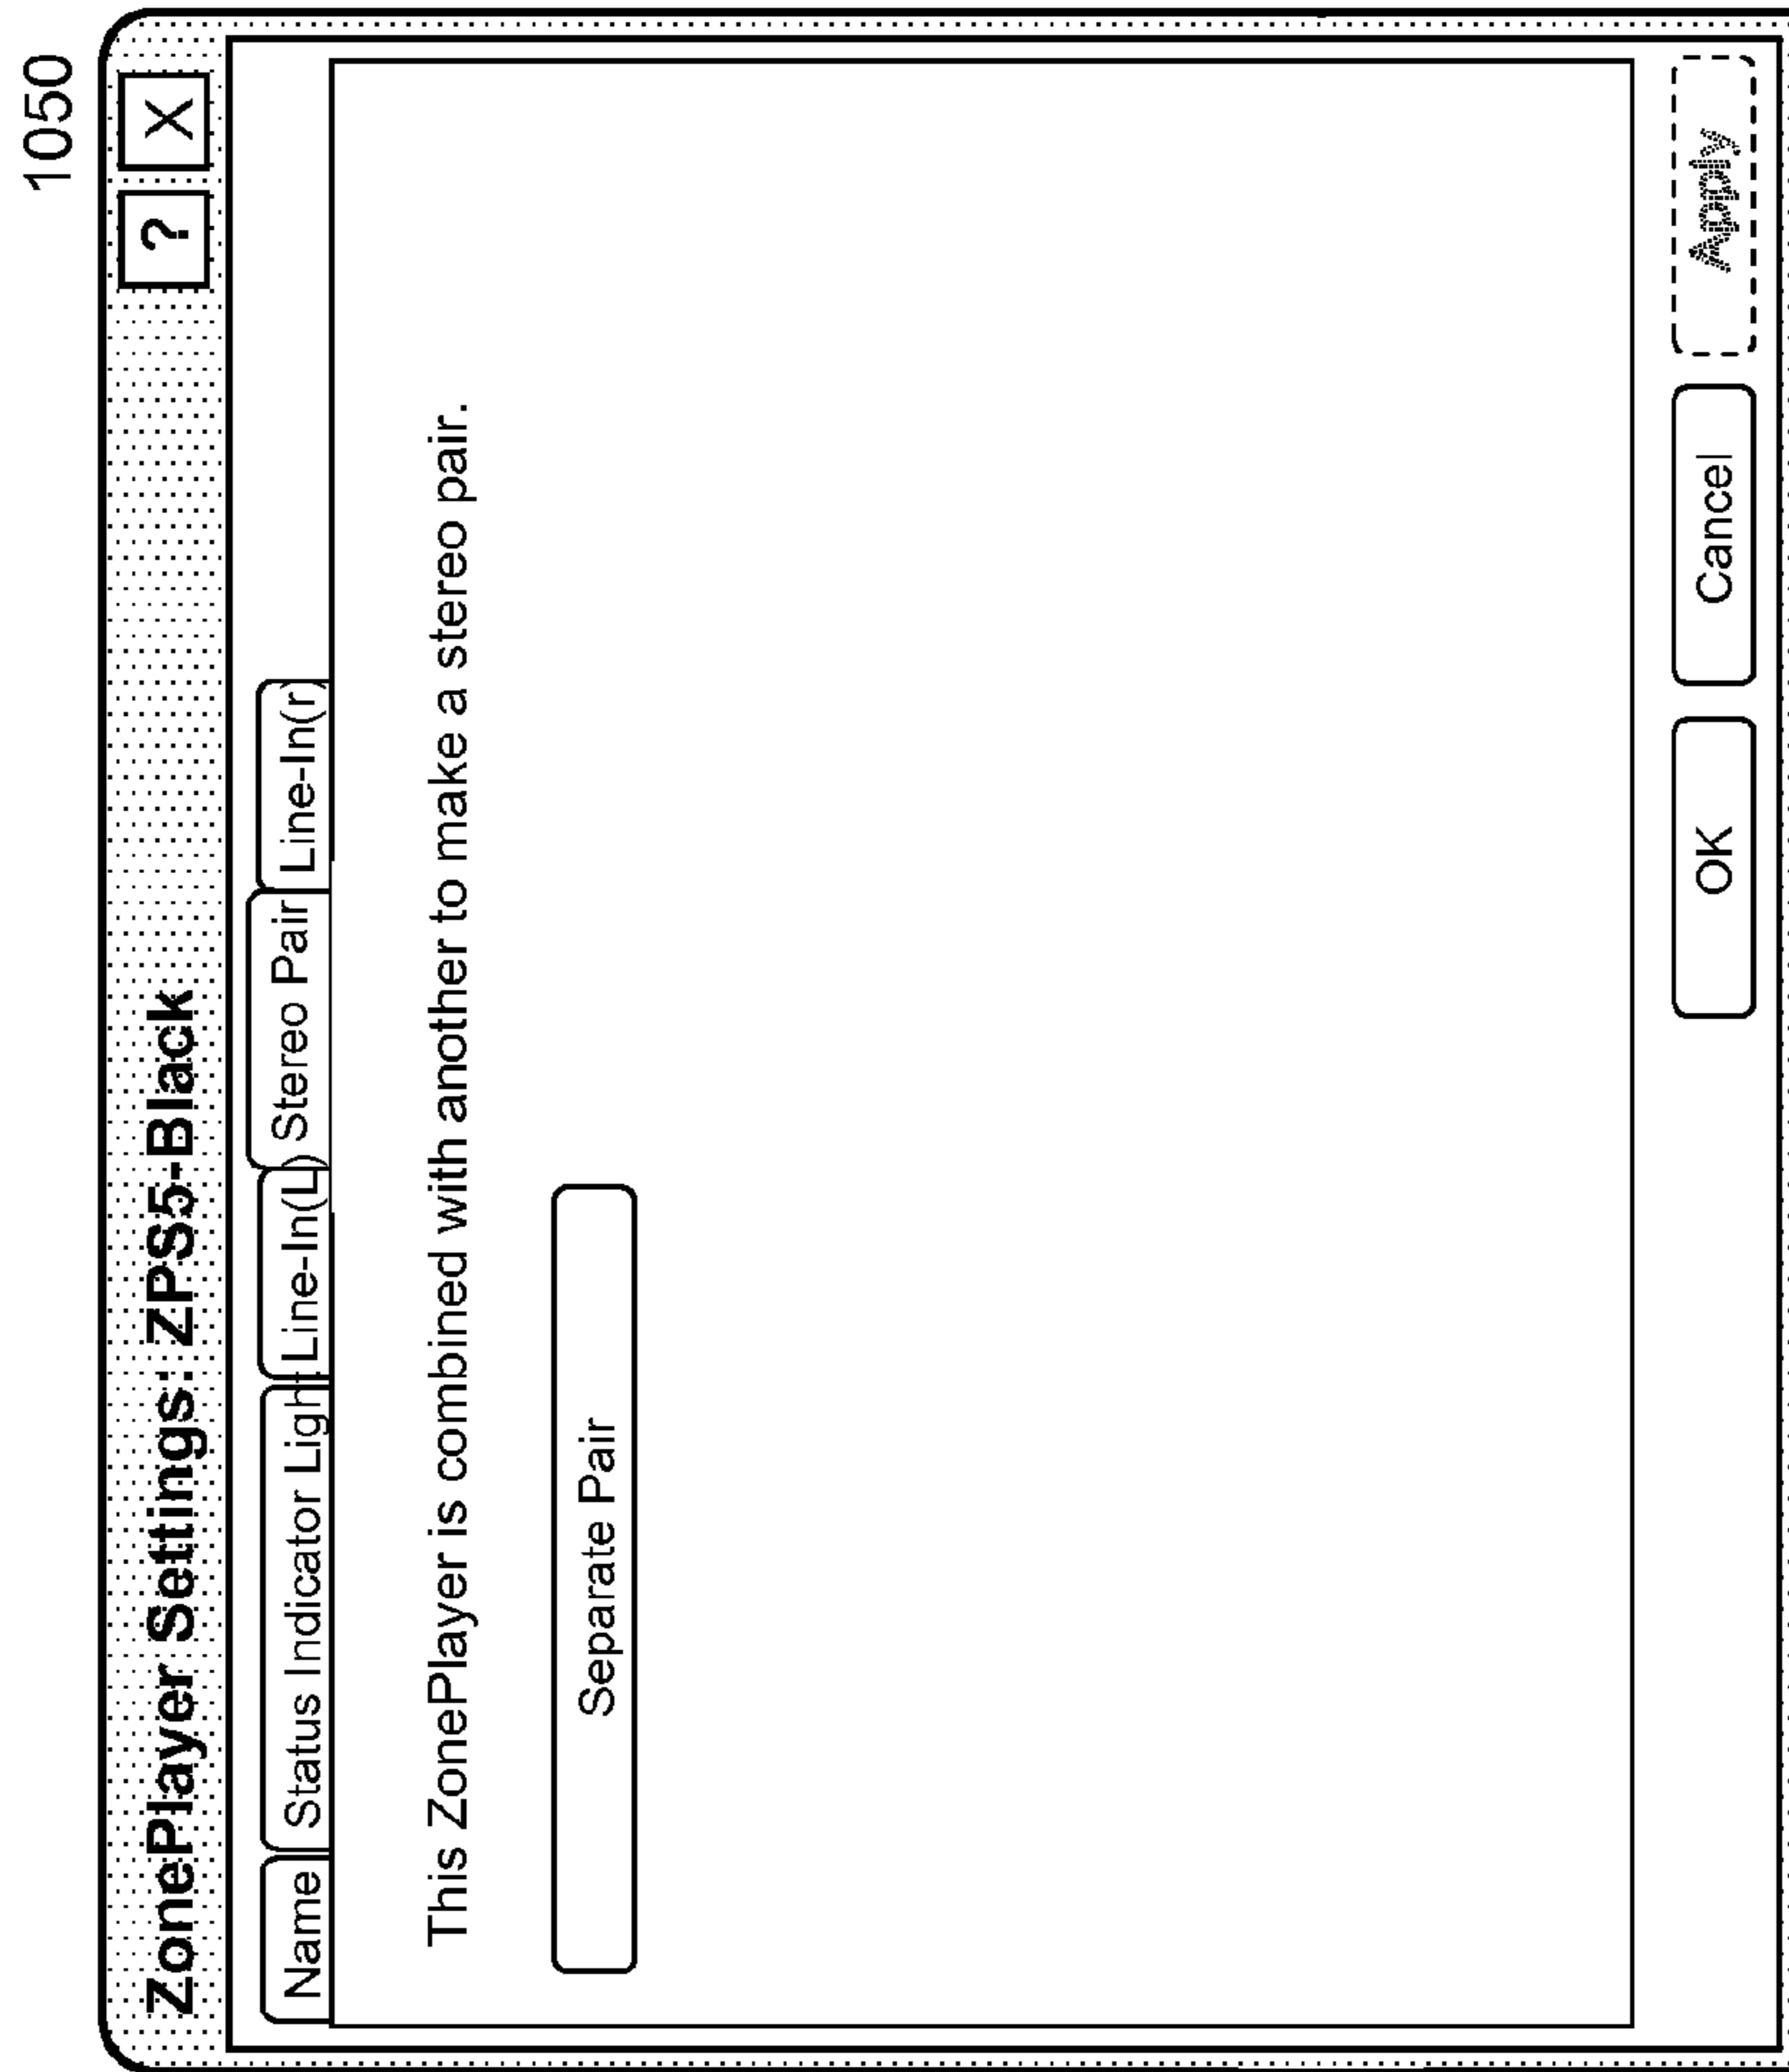 1050
ZonePlayer Settings: ZPS5-Black
? X
Name Status Indicator Light Line-In(L) Stereo Pair Line-In(r)
This ZonePlayer is combined with another to make a stereo pair.
Separate Pair
OK Cancel Apply